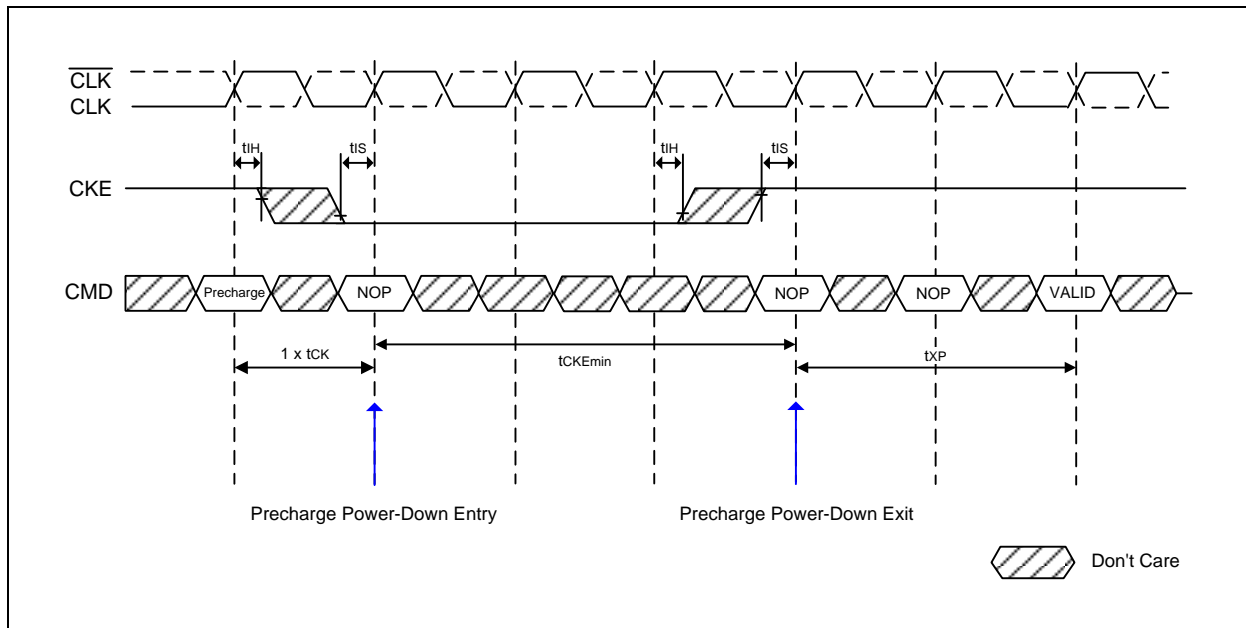 CLK
CLK
tIH
tIS
tIH
tIS
CKE
CMD
Precharge
NOP
NOP
NOP
VALID
1 x tCK
tCKEmin
tXP
Precharge Power-Down Entry
Precharge Power-Down Exit
Don't Care